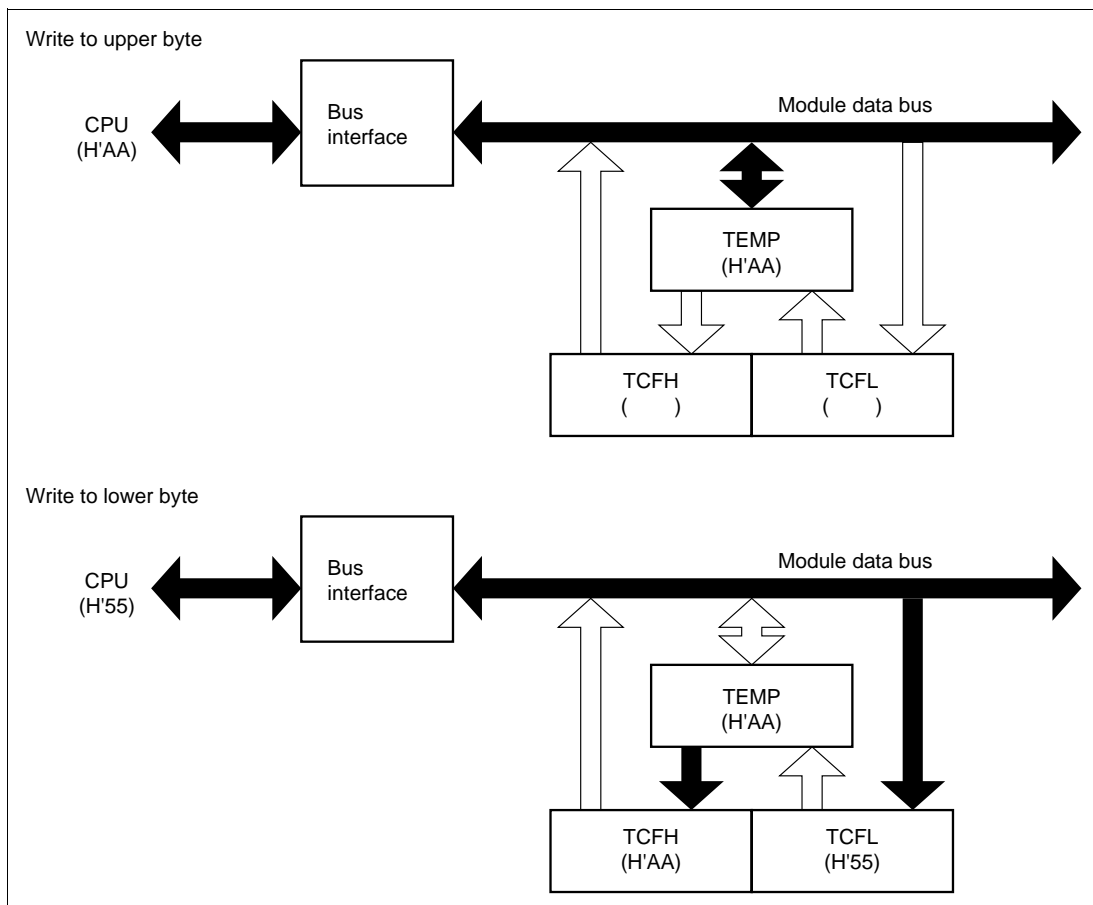 Write to upper byte
CPU
(H'AA)
Bus
interface
Module data bus
TEMP
(H'AA)
TCFH
(      )
TCFL
(      )
Write to lower byte
CPU
(H'55)
Bus
interface
Module data bus
TEMP
(H'AA)
TCFH
(H'AA)
TCFL
(H'55)